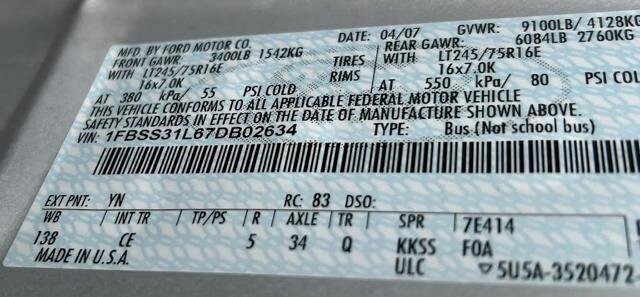 MFD. BY FORD MOTOR CO. DATE: 04/07 GVWR: 9100LB/ 4128KG
FRONT GAWR: 3400LB 1542KG REAR GAWR: 6084LB 2760KG
WITH LT245/75R16E TIRES WITH LT245/75R16E
16x7.0K RIMS 16x7.0K
AT 380 kPa/ 55 PSI COLD AT 550 kPa/ 80 PSI COL
THIS VEHICLE CONFORMS TO ALL APPLICABLE FEDERAL MOTOR VEHICLE
SAFETY STANDARDS IN EFFECT ON THE DATE OF MANUFACTURE SHOWN ABOVE.
VIN: 1FBSS31L67DB02634 TYPE: Bus (Not school bus)
EXT PNT: YN RC: 83 DSO:
WB INT TR TP/PS R AXLE TR SPR 7E414
138 CE 5 34 Q KKSS FOA
MADE IN U.S.A. ULC ▽5U5A-3520472-